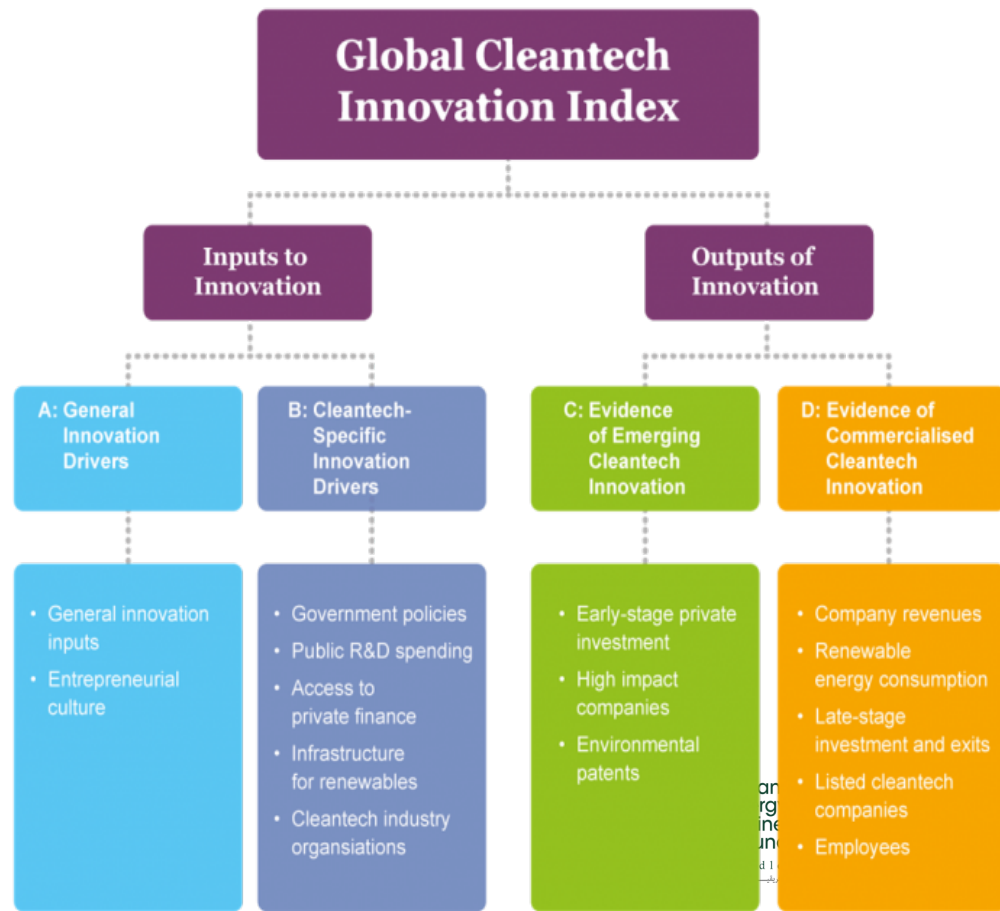 Global Cleantech
Innovation Index
Inputs to
Innovation
Outputs of
Innovation
A: General
Innovation
Drivers
B: Cleantech-
Specific
Innovation
Drivers
C: Evidence
of Emerging
Cleantech
Innovation
D: Evidence of
Commercialised
Cleantech
Innovation
• General innovation
inputs
• Entrepreneurial
culture
• Government policies
• Public R&D spending
• Access to
private finance
• Infrastructure
for renewables
• Cleantech industry
organsiations
• Early-stage private
investment
• High impact
companies
• Environmental
patents
• Company revenues
• Renewable
energy consumption
• Late-stage
investment and exits
• Listed cleantech
companies
• Employees